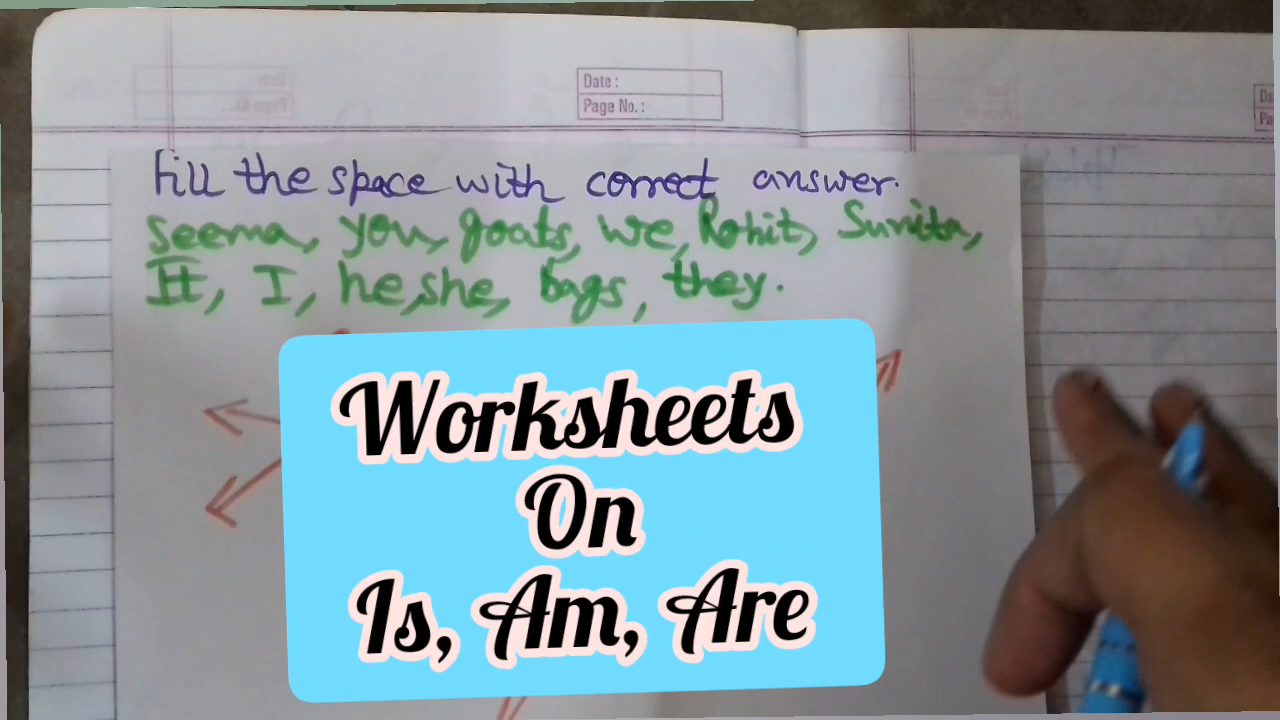 Date :
Page No. :
fill the space with correct answer.
Seema, you, goats, we, Rohit, Sunita,
It, I, he, she, bags, they.
Worksheets
On
Is, Am, Are